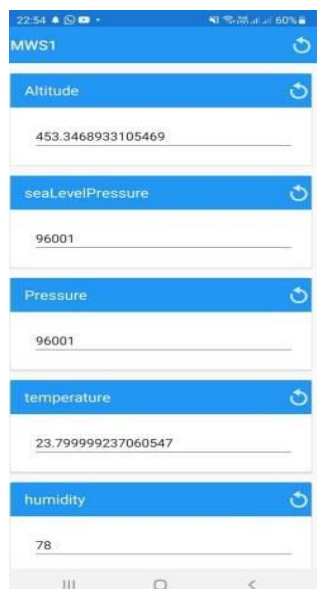 22:54 60%
MWS1
Altitude
453.3468933105469
seaLevelPressure
96001
Pressure
96001
temperature
23.799999237060547
humidity
78